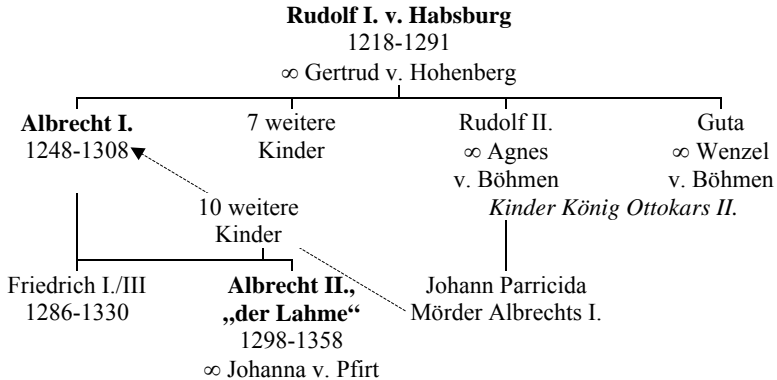 Rudolf I. v. Habsburg
1218-1291
∞ Gertrud v. Hohenberg
Albrecht I.
1248-1308
7 weitere
Kinder
Rudolf II.
∞ Agnes
v. Böhmen
Guta
∞ Wenzel
v. Böhmen
Kinder König Ottokars II.
10 weitere
Kinder
Friedrich I./III
1286-1330
Albrecht II.,
„der Lahme“
1298-1358
∞ Johanna v. Pfirt
Johann Parricida
Mörder Albrechts I.